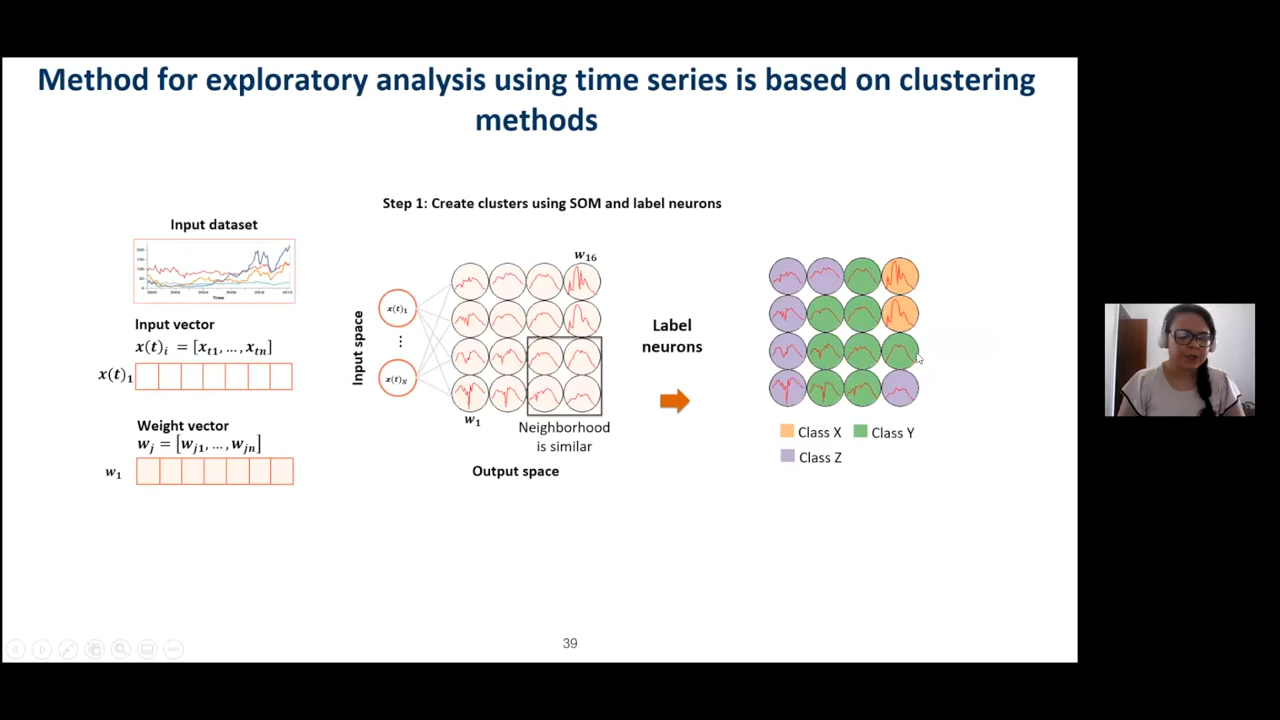 Method for exploratory analysis using time series is based on clustering
methods
Step 1: Create clusters using SOM and label neurons
Input dataset
Time
Input vector
x(t)ᵢ = [xₜ₁, … , xₜₙ]
x(t)₁
Weight vector
wⱼ = [wⱼ₁, … , wⱼₙ]
w₁
Input space
x(t)₁
⋮
x(t)N
w₁₆
w₁
Neighborhood
is similar
Output space
Label
neurons
Class X
Class Y
Class Z
39